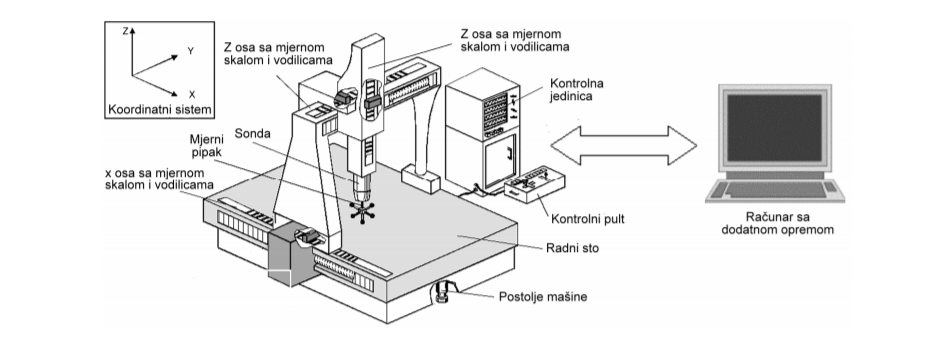 Z
Y
X
Koordinatni sistem
Z osa sa mjernom
skalom i vodilicama
Z osa sa mjernom
skalom i vodilicama
Kontrolna
jedinica
Sonda
Mjerni
pipak
x osa sa mjernom
skalom i vodilicama
Kontrolni pult
Računar sa
dodatnom opremom
Radni sto
Postolje mašine